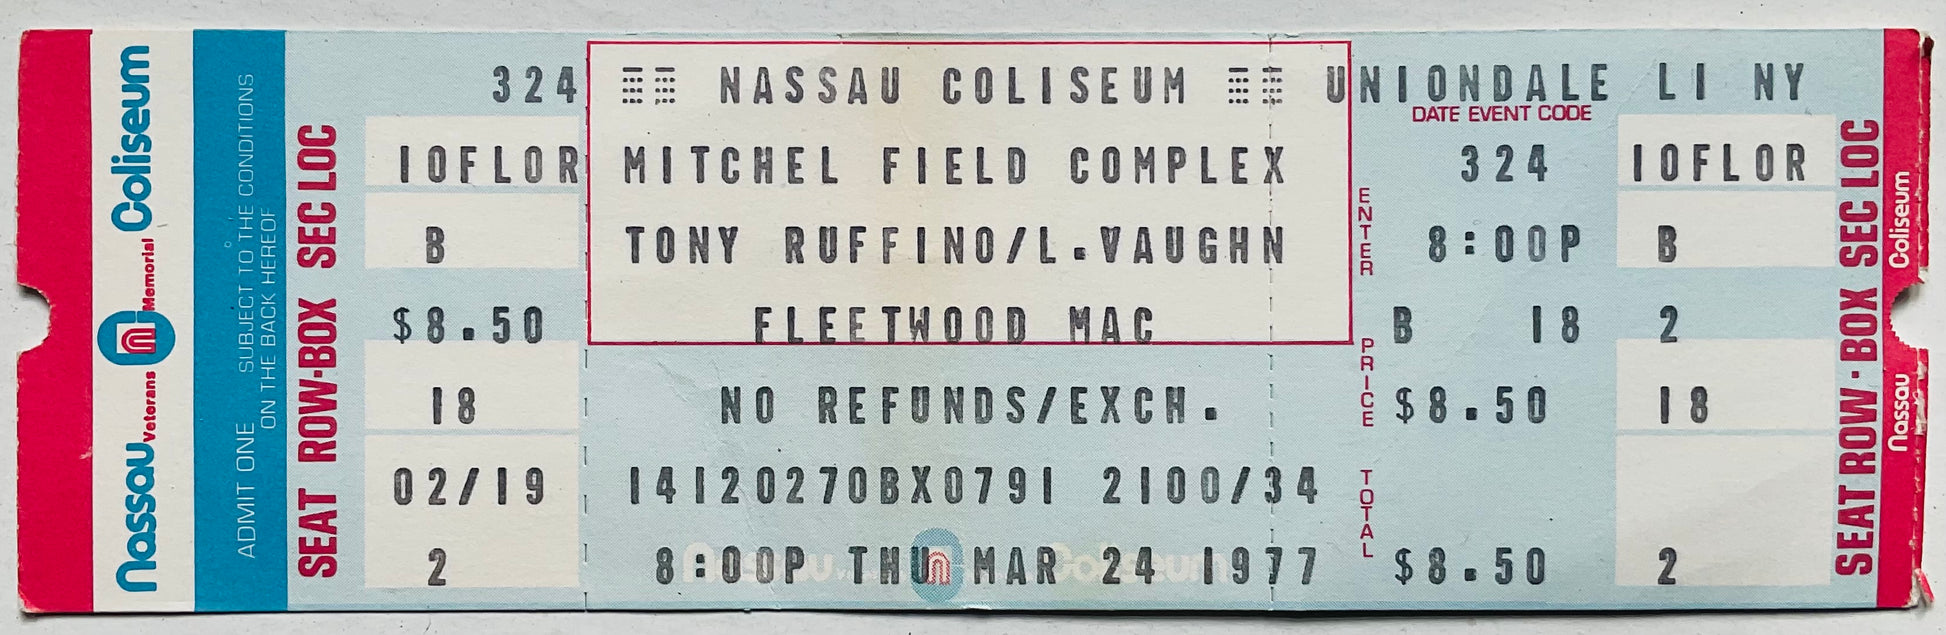 Nassau Veterans Memorial Coliseum
ADMIT ONE SUBJECT TO THE CONDITIONS
ON THE BACK HEREOF
SEAT ROW·BOX SEC LOC
324
10FLOR
B
$8.50
18
02/19
2
NASSAU COLISEUM
MITCHEL FIELD COMPLEX
TONY RUFFINO/L.VAUGHN
FLEETWOOD MAC
NO REFUNDS/EXCH.
14120270BX0791 2100/34
8:00P THU MAR 24 1977
Nassau Coliseum
UNIONDALE LI NY
DATE EVENT CODE
324
ENTER
8:00P
B 18
PRICE
$8.50
TOTAL
$8.50
10FLOR
B
2
18
2
SEAT ROW·BOX SEC LOC
Nassau Coliseum